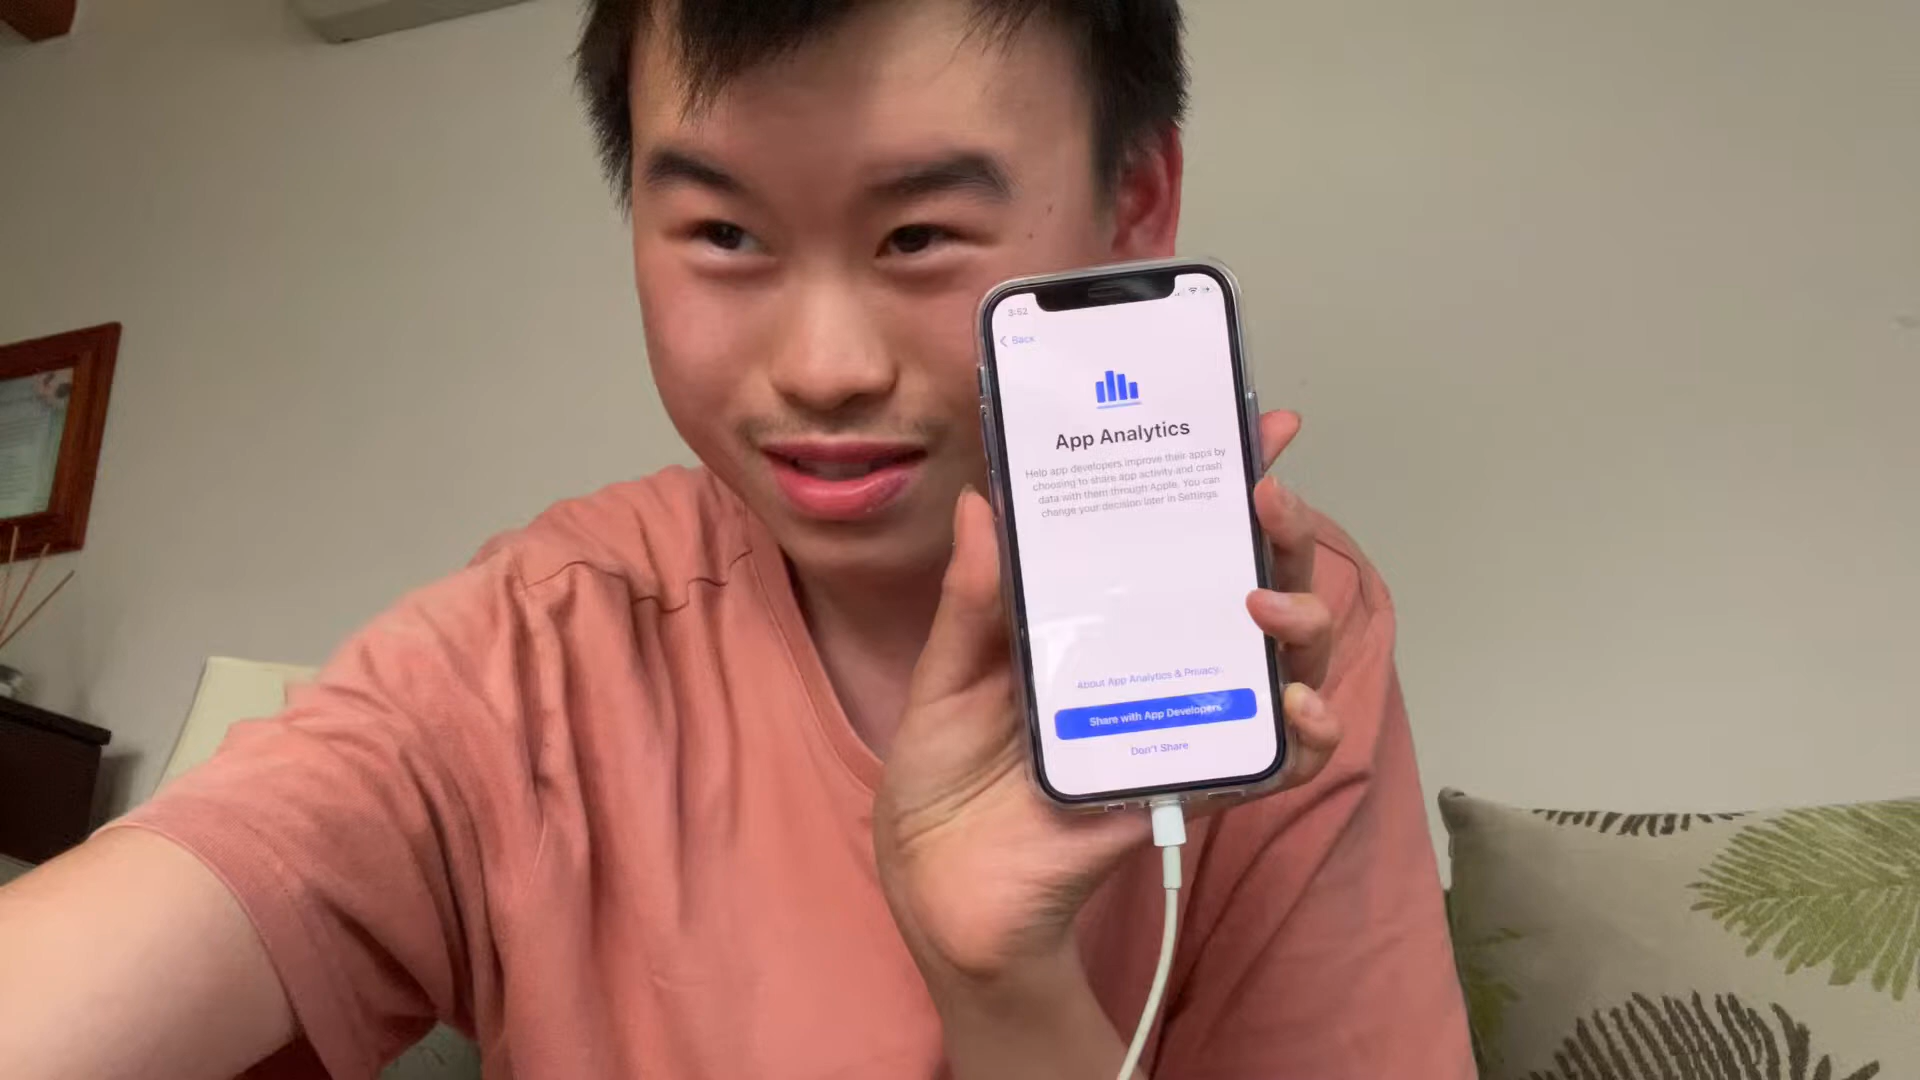 3:52
Back
App Analytics
Help app developers improve their apps by
choosing to share app activity and crash
data with them through Apple. You can
change your decision later in Settings.
About App Analytics & Privacy...
Share with App Developers
Don't Share